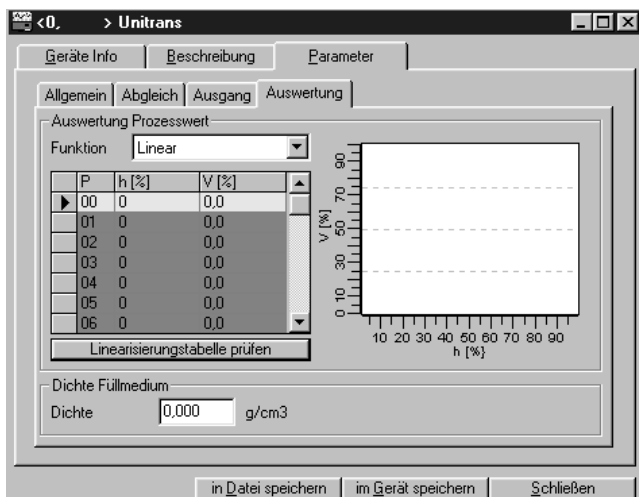 <0,      > Unitrans
Geräte Info Beschreibung Parameter
Allgemein Abgleich Ausgang Auswertung
Auswertung Prozesswert
Funktion Linear
P h [%] V [%]
00 0 0,0
01 0 0,0
02 0 0,0
03 0 0,0
04 0 0,0
05 0 0,0
06 0 0,0
Linearisierungstabelle prüfen
V [%]
90
70
50
30
10
0
10 20 30 40 50 60 70 80 90
h [%}
Dichte Füllmedium
Dichte 0,000 g/cm3
in Datei speichern im Gerät speichern Schließen